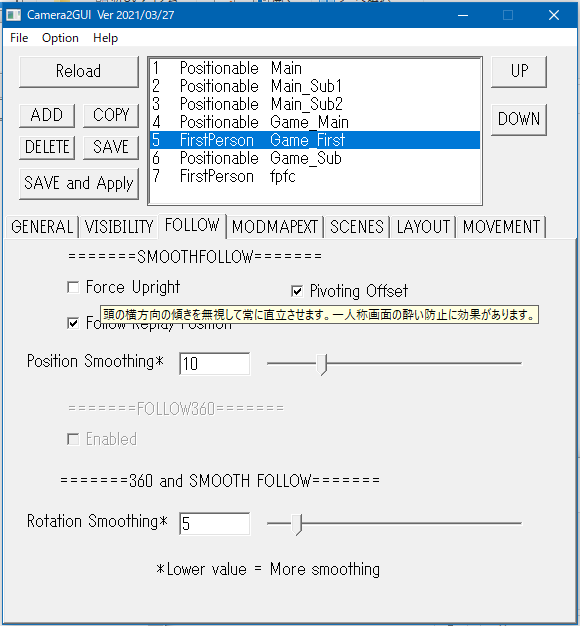 Camera2GUI Ver 2021/03/27
File Option Help
Reload
ADD COPY
DELETE SAVE
SAVE and Apply
1 Positionable Main
2 Positionable Main_Sub1
3 Positionable Main_Sub2
4 Positionable Game_Main
5 FirstPerson Game_First
6 Positionable Game_Sub
7 FirstPerson fpfc
UP
DOWN
GENERAL VISIBILITY FOLLOW MODMAPEXT SCENES LAYOUT MOVEMENT
=======SMOOTHFOLLOW=======
Force Upright
Pivoting Offset
頭の横方向の傾きを無視して常に直立させます。一人称画面の酔い防止に効果があります。
Follow Replay Position
Position Smoothing* 10
=======FOLLOW360=======
Enabled
=======360 and SMOOTH FOLLOW=======
Rotation Smoothing* 5
*Lower value = More smoothing